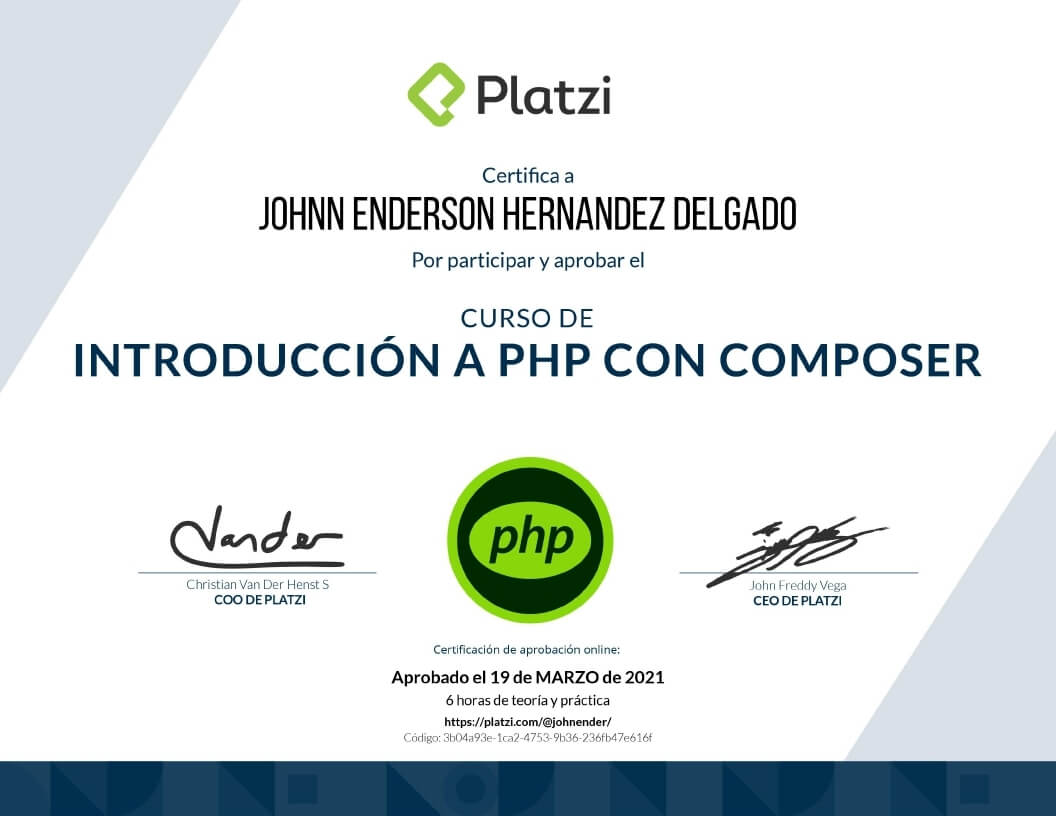 Platzi
Certifica a
JOHNN ENDERSON HERNANDEZ DELGADO
Por participar y aprobar el
CURSO DE
INTRODUCCIÓN A PHP CON COMPOSER
Vander
php
Christian Van Der Henst S
COO DE PLATZI
John Freddy Vega
CEO DE PLATZI
Certificación de aprobación online:
Aprobado el 19 de MARZO de 2021
6 horas de teoría y práctica
https://platzi.com/@johnender/
Código: 3b04a93e-1ca2-4753-9b36-236fb47e616f